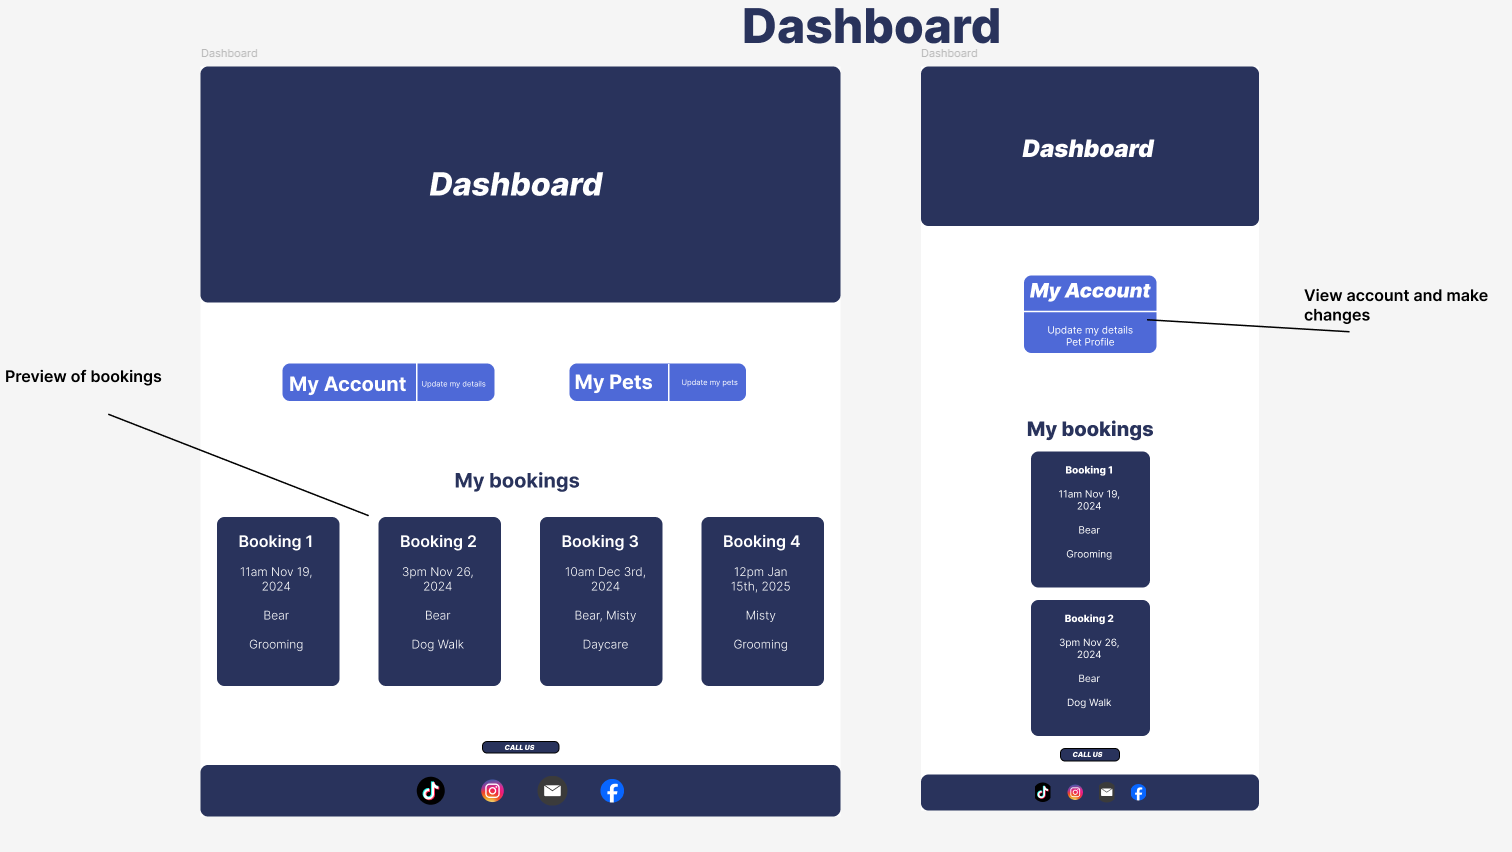 Dashboard
Dashboard
Dashboard
Dashboard
Dashboard
My Account
Update my details
Pet Profile
View account and make
changes
Preview of bookings
My Account
Update my details
My Pets
Update my pets
My bookings
Booking 1
11am Nov 19,
2024
Bear
Grooming
Booking 2
3pm Nov 26,
2024
Bear
Dog Walk
Booking 3
10am Dec 3rd,
2024
Bear, Misty
Daycare
Booking 4
12pm Jan
15th, 2025
Misty
Grooming
CALL US
My bookings
Booking 1
11am Nov 19,
2024
Bear
Grooming
Booking 2
3pm Nov 26,
2024
Bear
Dog Walk
CALL US